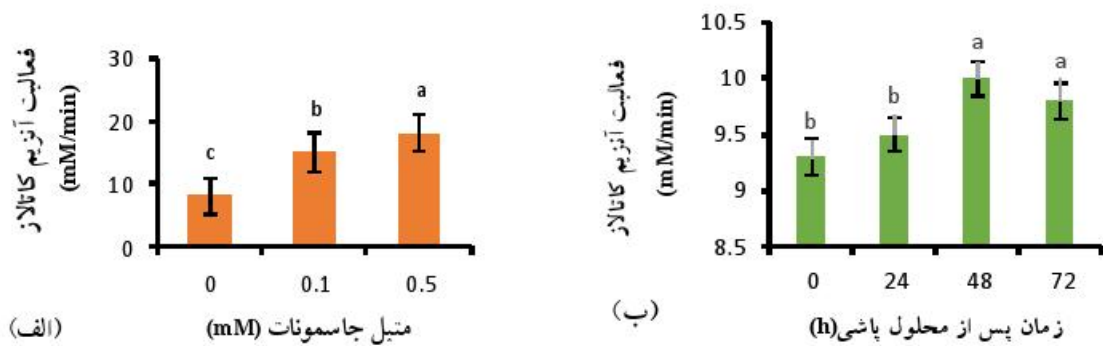 فعالیت آنزیم کاتالاز
(mM/min)
30
20
10
0
c
b
a
0
0.1
0.5
متیل جاسمونات (mM)
(الف)
فعالیت آنزیم کاتالاز
(mM/min)
10.5
10
9.5
9
8.5
b
b
a
a
0
24
48
72
زمان پس از محلول پاشی(h)
(ب)